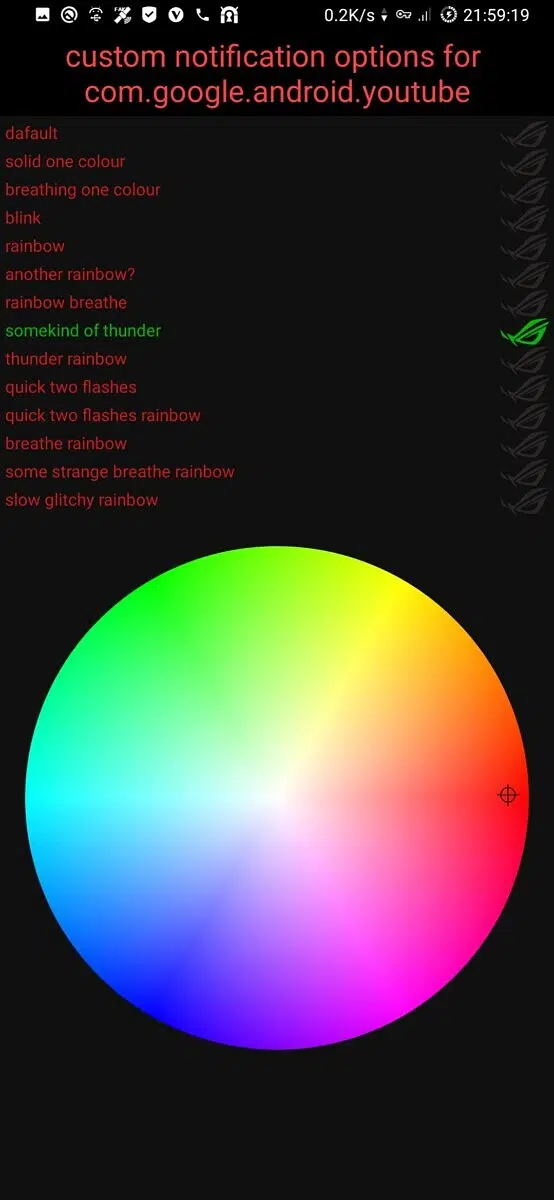 0.2K/s 21:59:19
custom notification options for
com.google.android.youtube
dafault
solid one colour
breathing one colour
blink
rainbow
another rainbow?
rainbow breathe
somekind of thunder
thunder rainbow
quick two flashes
quick two flashes rainbow
breathe rainbow
some strange breathe rainbow
slow glitchy rainbow